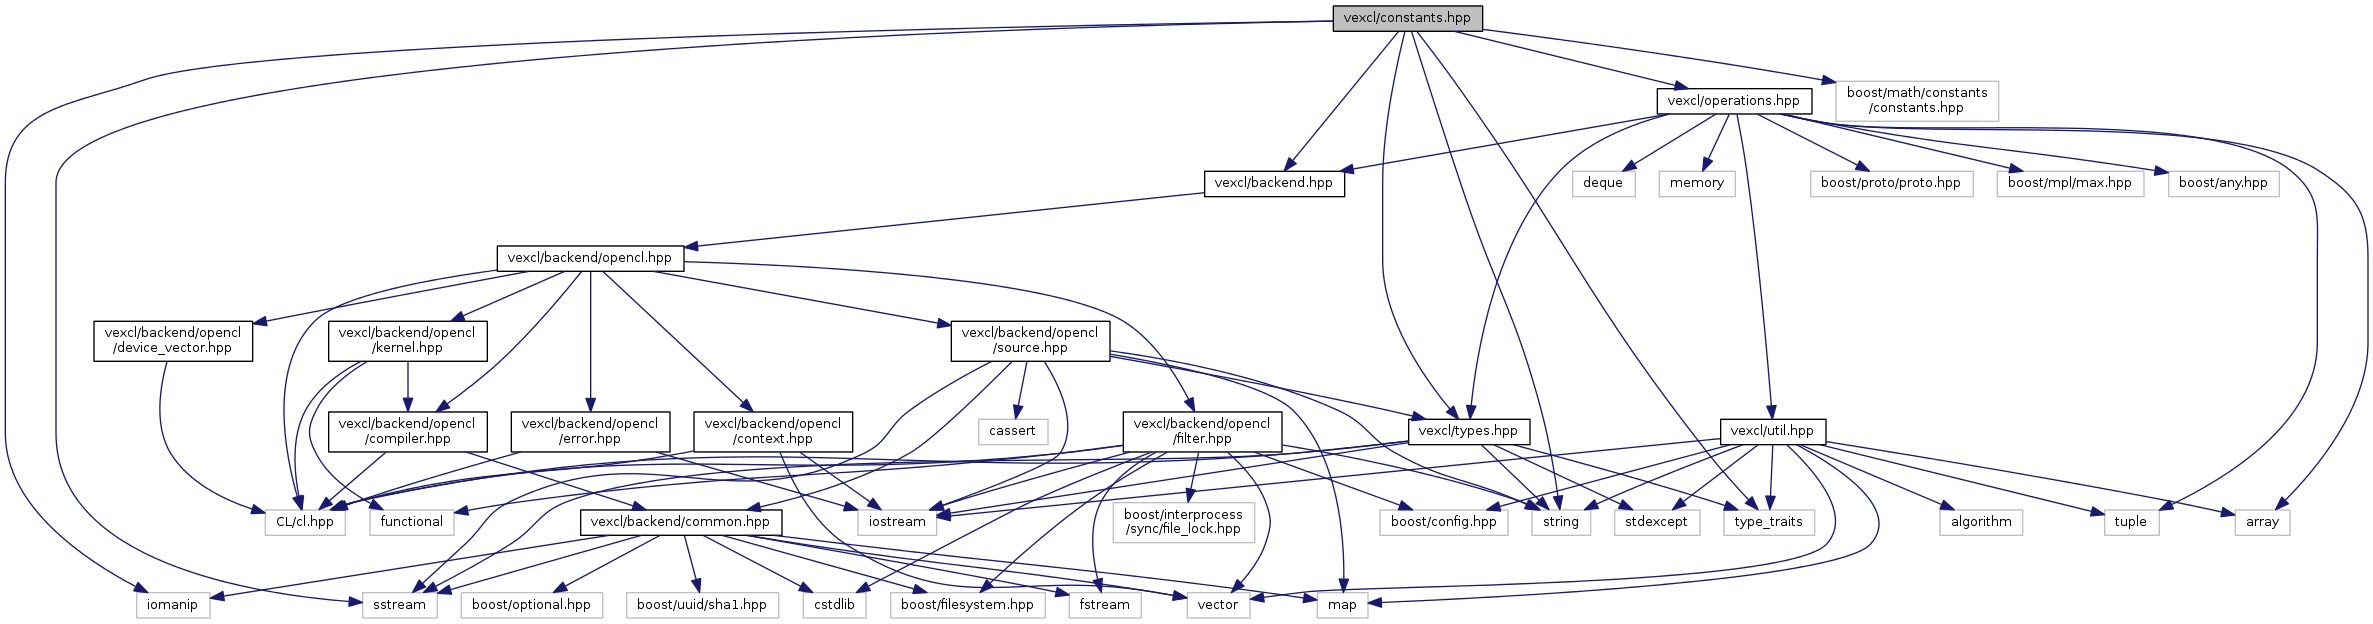 vexcl/constants.hpp
boost/math/constants
/constants.hpp
vexcl/operations.hpp
vexcl/backend.hpp
deque
memory
boost/proto/proto.hpp
boost/mpl/max.hpp
boost/any.hpp
vexcl/backend/opencl.hpp
vexcl/backend/opencl
/device_vector.hpp
vexcl/backend/opencl
/kernel.hpp
vexcl/backend/opencl
/source.hpp
vexcl/backend/opencl
/compiler.hpp
vexcl/backend/opencl
/error.hpp
vexcl/backend/opencl
/context.hpp
cassert
vexcl/backend/opencl
/filter.hpp
vexcl/types.hpp
vexcl/util.hpp
CL/cl.hpp
functional
vexcl/backend/common.hpp
iostream
boost/interprocess
/sync/file_lock.hpp
boost/config.hpp
string
stdexcept
type_traits
algorithm
tuple
array
iomanip
sstream
boost/optional.hpp
boost/uuid/sha1.hpp
cstdlib
boost/filesystem.hpp
fstream
vector
map